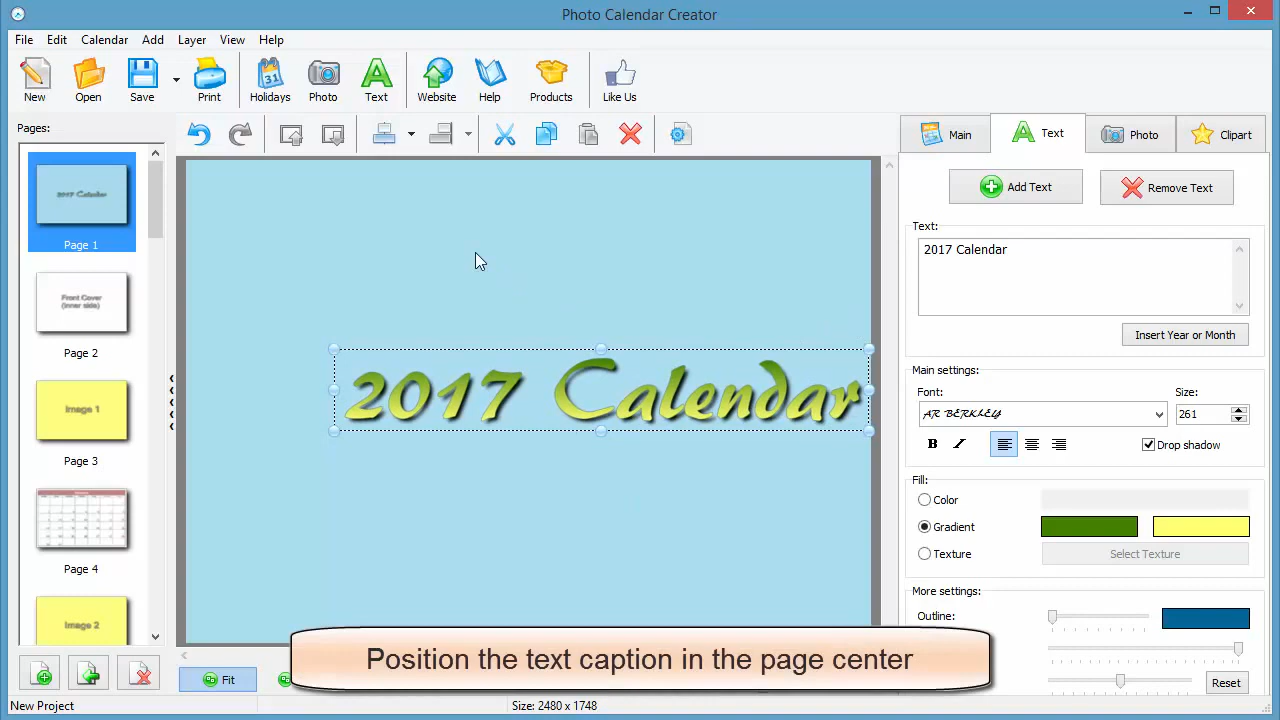 Photo Calendar Creator
File Edit Calendar Add Layer View Help
New Open Save Print Holidays 31 Photo Text Website Help Products Like Us
Pages:
2017 Calendar
Page 1
Front Cover
(inner side)
Page 2
Image 1
Page 3
Page 4
Image 2
2017 Calendar
Main Text Photo Clipart
Add Text Remove Text
Text:
2017 Calendar
Insert Year or Month
Main settings:
Font: Size:
AR BERKLEY 261
B I Drop shadow
Fill:
Color
Gradient
Texture Select Texture
More settings:
Outline:
Reset
Position the text caption in the page center
Fit
New Project Size: 2480 x 1748